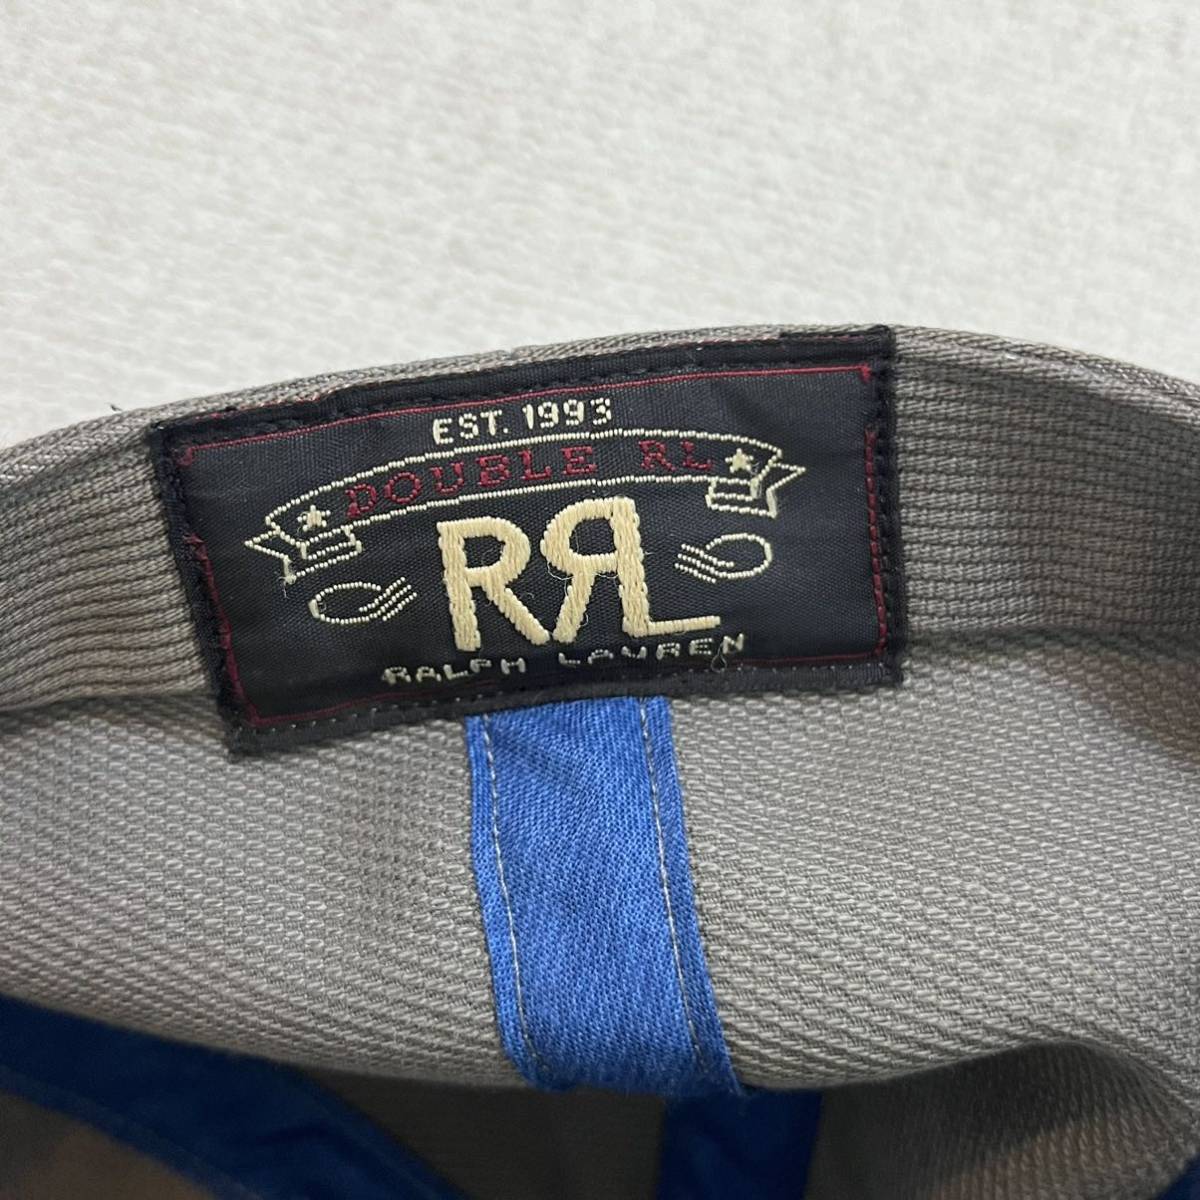 EST. 1993
DOUBLE RL
RRL
RALPH LAUREN